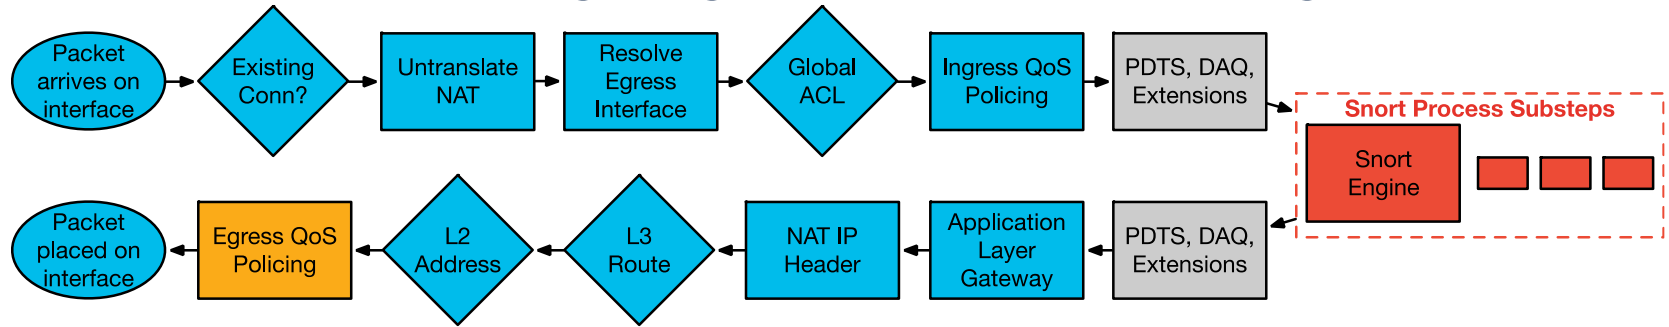 Packet
arrives on
interface
Existing
Conn?
Untranslate
NAT
Resolve
Egress
Interface
Global
ACL
Ingress QoS
Policing
PDTS, DAQ,
Extensions
Snort Process Substeps
Snort
Engine
Packet
placed on
interface
Egress QoS
Policing
L2
Address
L3
Route
NAT IP
Header
Application
Layer
Gateway
PDTS, DAQ,
Extensions